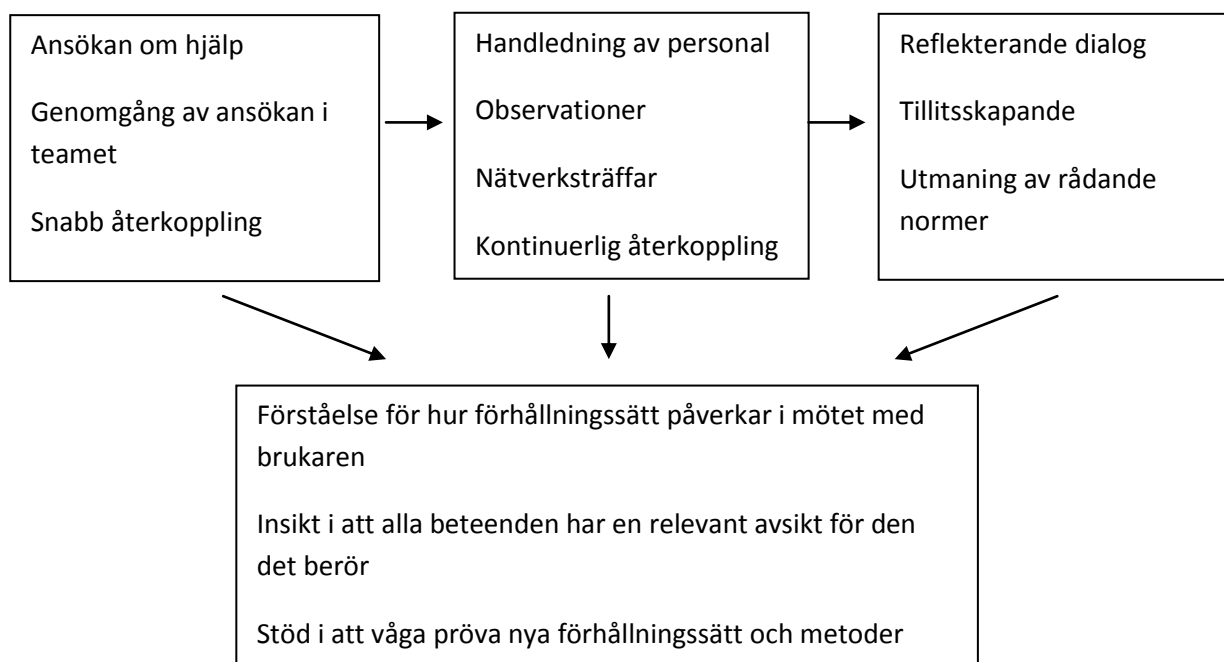 Ansökan om hjälp
Genomgång av ansökan i
teamet
Snabb återkoppling
Handledning av personal
Observationer
Nätverksträffar
Kontinuerlig återkoppling
Reflekterande dialog
Tillitsskapande
Utmaning av rådande
normer
Förståelse för hur förhållningssätt påverkar i mötet med
brukaren
Insikt i att alla beteenden har en relevant avsikt för den
det berör
Stöd i att våga pröva nya förhållningssätt och metoder